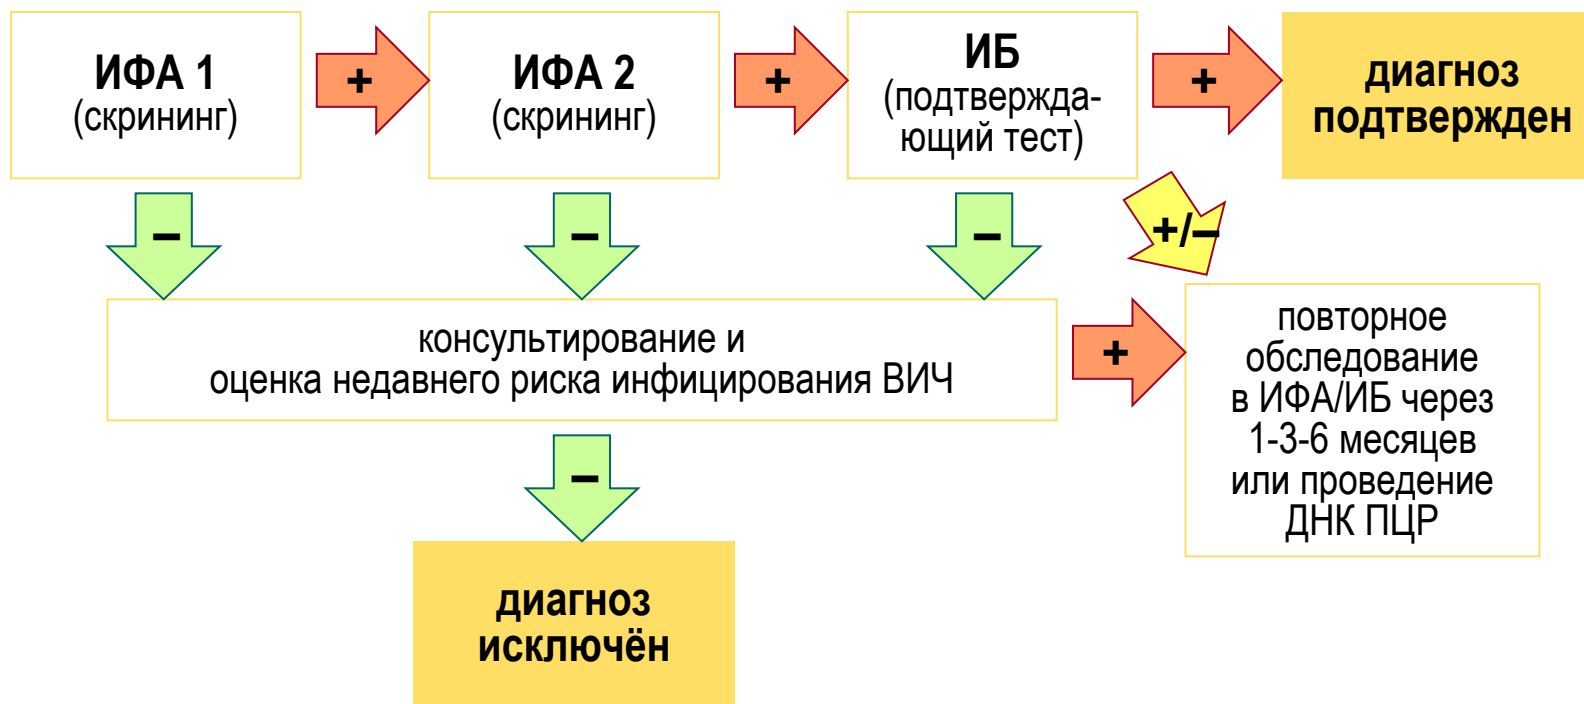 ИФА 1
(скрининг)
+
ИФА 2
(скрининг)
+
ИБ
(подтвержда-
ющий тест)
+
диагноз
подтвержден
–
–
–
+/–
консультирование и
оценка недавнего риска инфицирования ВИЧ
+
повторное
обследование
в ИФА/ИБ через
1-3-6 месяцев
или проведение
ДНК ПЦР
–
диагноз
исключён